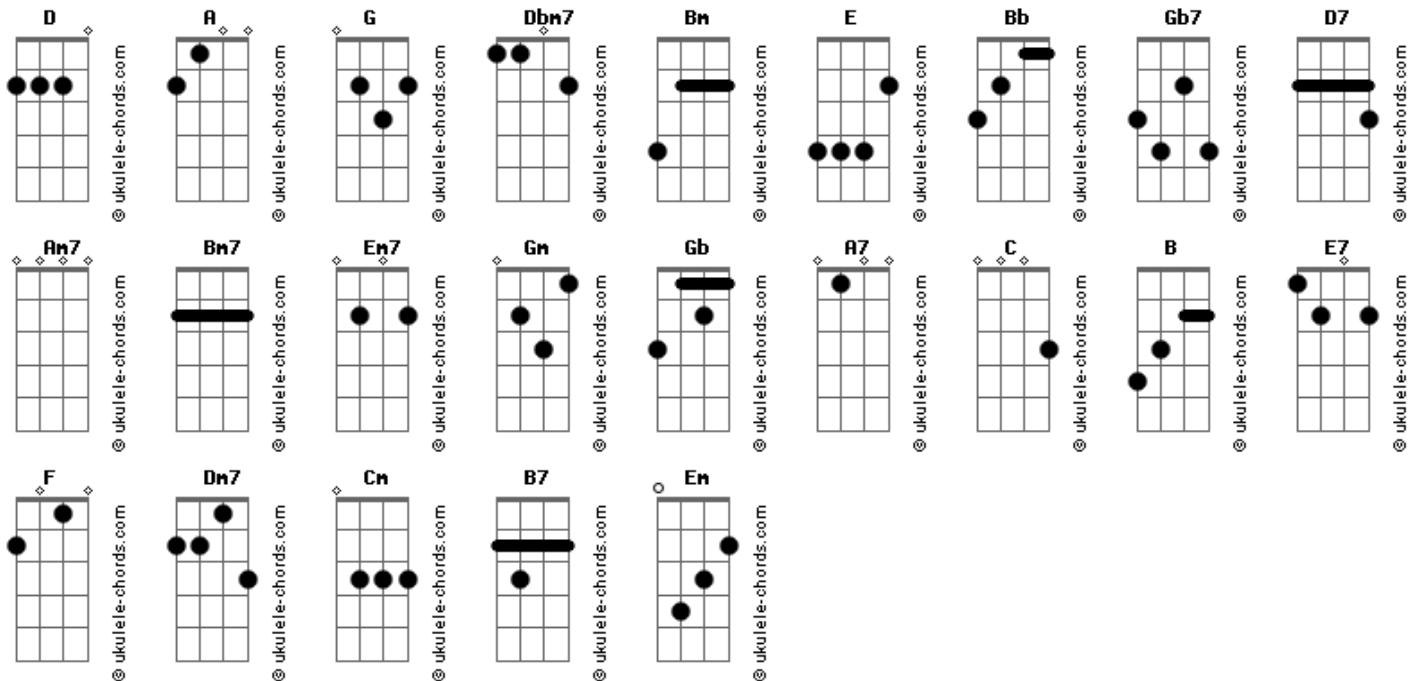 D A G Dbm7 Bm E Bb Gb7 D7
© ukulele-chords.com © ukulele-chords.com © ukulele-chords.com © ukulele-chords.com © ukulele-chords.com © ukulele-chords.com © ukulele-chords.com © ukulele-chords.com © ukulele-chords.com
Am7 Bm7 Em7 Gm Gb A7 C B E7
© ukulele-chords.com © ukulele-chords.com © ukulele-chords.com © ukulele-chords.com © ukulele-chords.com © ukulele-chords.com © ukulele-chords.com © ukulele-chords.com © ukulele-chords.com
F Dm7 Cm B7 Em
© ukulele-chords.com © ukulele-chords.com © ukulele-chords.com © ukulele-chords.com © ukulele-chords.com